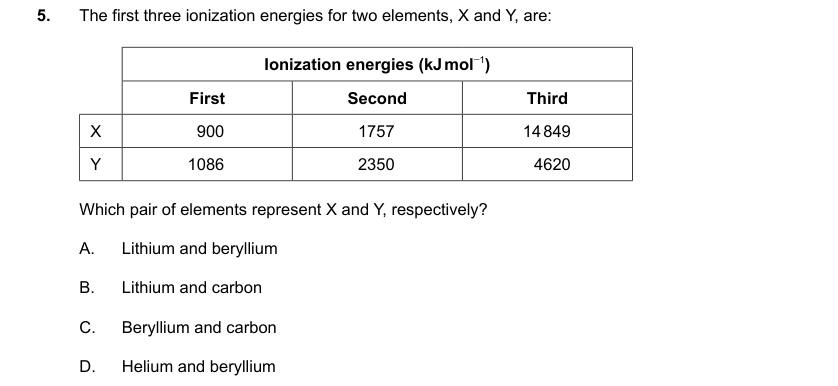 5. The first three ionization energies for two elements, X and Y, are:
Ionization energies (kJ mol⁻¹)
First Second Third
X 900 1757 14 849
Y 1086 2350 4620
Which pair of elements represent X and Y, respectively?
A. Lithium and beryllium
B. Lithium and carbon
C. Beryllium and carbon
D. Helium and beryllium